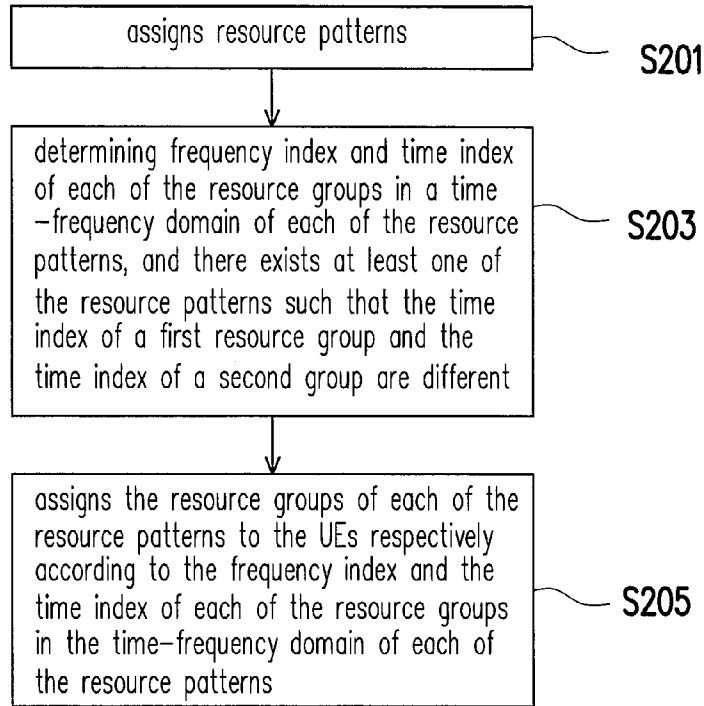 assigns resource patterns
S201
determining frequency index and time index
of each of the resource groups in a time
-frequency domain of each of the resource
patterns, and there exists at least one of
the resource patterns such that the time
index of a first resource group and the
time index of a second group are different
S203
assigns the resource groups of each of the
resource patterns to the UEs respectively
according to the frequency index and the
time index of each of the resource groups
in the time-frequency domain of each of
the resource patterns
S205